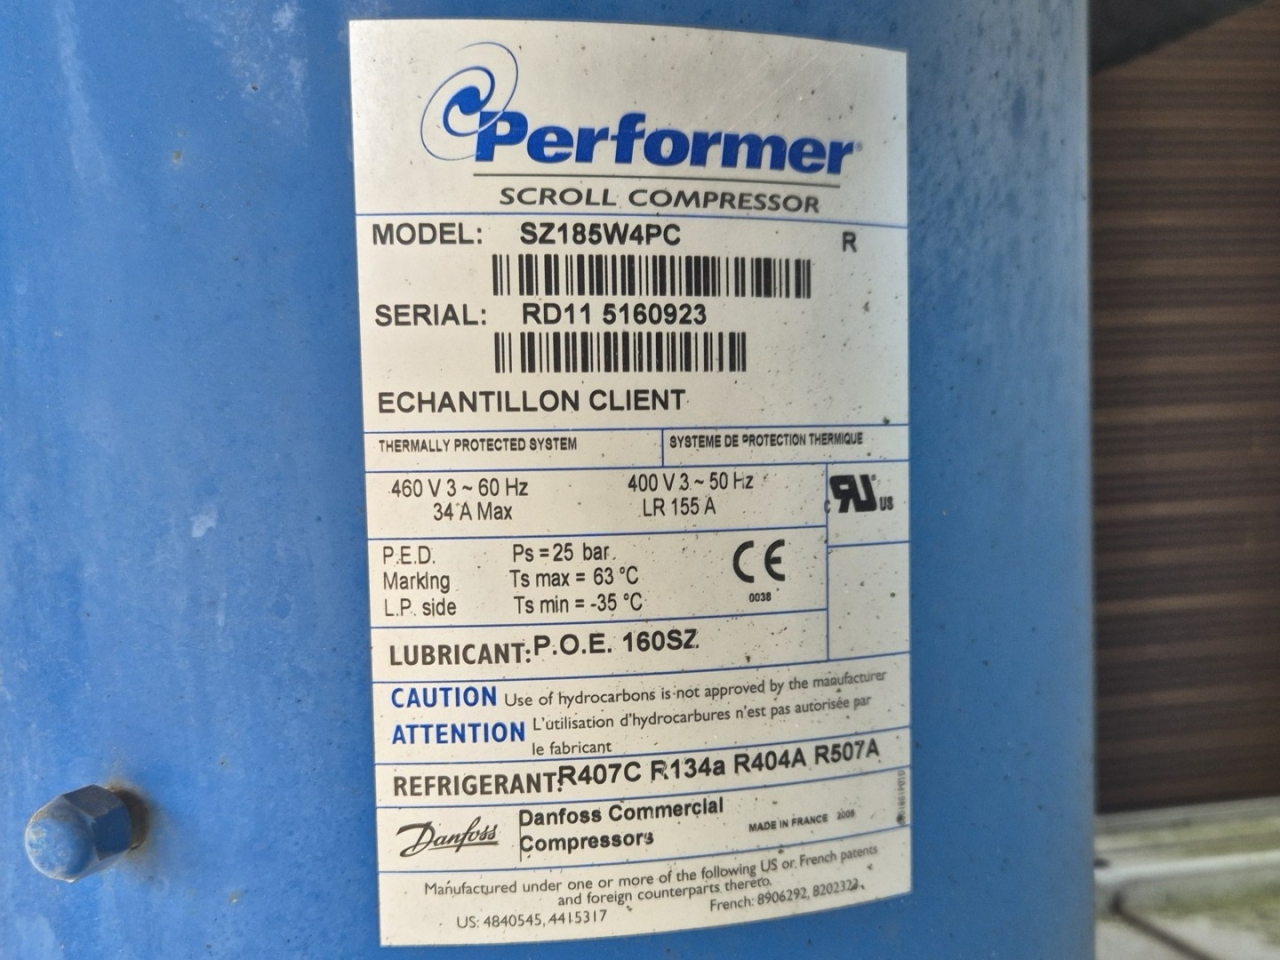 Performer
SCROLL COMPRESSOR
MODEL: SZ185W4PC R
SERIAL: RD11 5160923
ECHANTILLON CLIENT
THERMALLY PROTECTED SYSTEM SYSTEME DE PROTECTION THERMIQUE
460 V 3 ~ 60 Hz 400 V 3 ~ 50 Hz
34 A Max LR 155 A
c RU US
P.E.D. Ps = 25 bar
Marking Ts max = 63 °C
L.P. side Ts min = -35 °C
CE
0038
LUBRICANT: P.O.E. 160SZ
CAUTION Use of hydrocarbons is not approved by the manufacturer
ATTENTION L'utilisation d'hydrocarbures n'est pas autorisée par
le fabricant
REFRIGERANT: R407C R134a R404A R507A
Danfoss Danfoss Commercial
Compressors
MADE IN FRANCE
Manufactured under one or more of the following US or French patents
and foreign counterparts thereto.
US: 4840545, 4415317 French: 8906292, 8202323,